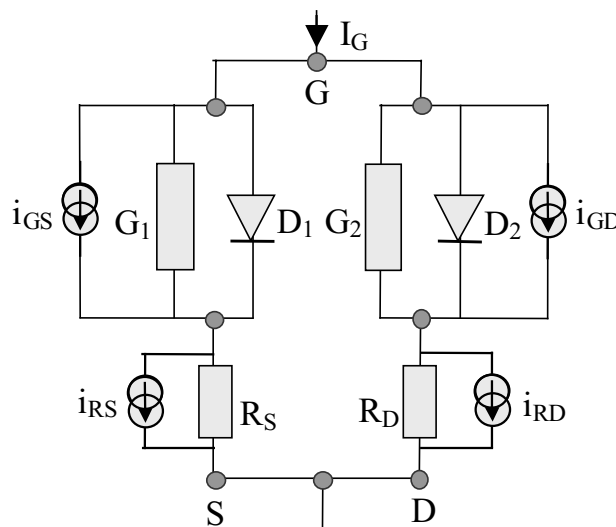 I_G
G
i_GS
G_1
D_1
G_2
D_2
i_GD
i_RS
R_S
R_D
i_RD
S
D